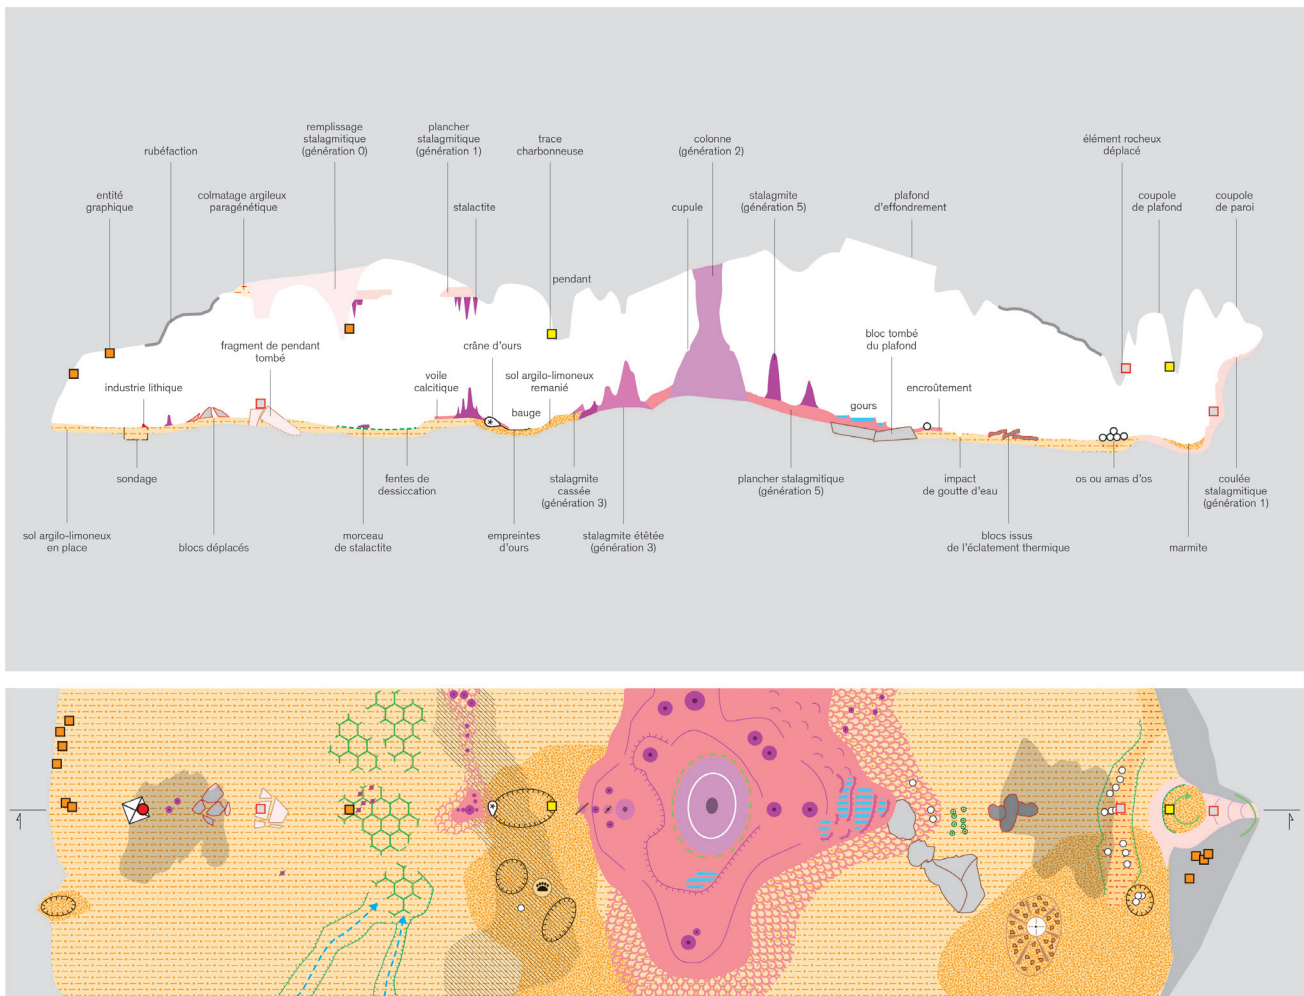 remplissage
stalagmitique
(génération 0)
plancher
stalagmitique
(génération 1)
trace
charbonneuse
colonne
(génération 2)
élément rocheux
déplacé
rubéfaction
entité
graphique
colmatage argileux
paragénétique
stalactite
cupule
stalagmite
(génération 5)
plafond
d'effondrement
coupole
de plafond
coupole
de paroi
pendant
fragment de pendant
tombé
crâne d'ours
bloc tombé
du plafond
industrie lithique
voile
calcitique
sol argilo-limoneux
remanié
encroûtement
bauge
gours
sondage
fentes de
dessiccation
stalagmite
cassée
(génération 3)
plancher stalagmitique
(génération 5)
impact
de goutte d'eau
os ou amas d'os
coulée
stalagmitique
(génération 1)
sol argilo-limoneux
en place
blocs déplacés
morceau
de stalactite
empreintes
d'ours
stalagmite étêtée
(génération 3)
blocs issus
de l'éclatement thermique
marmite